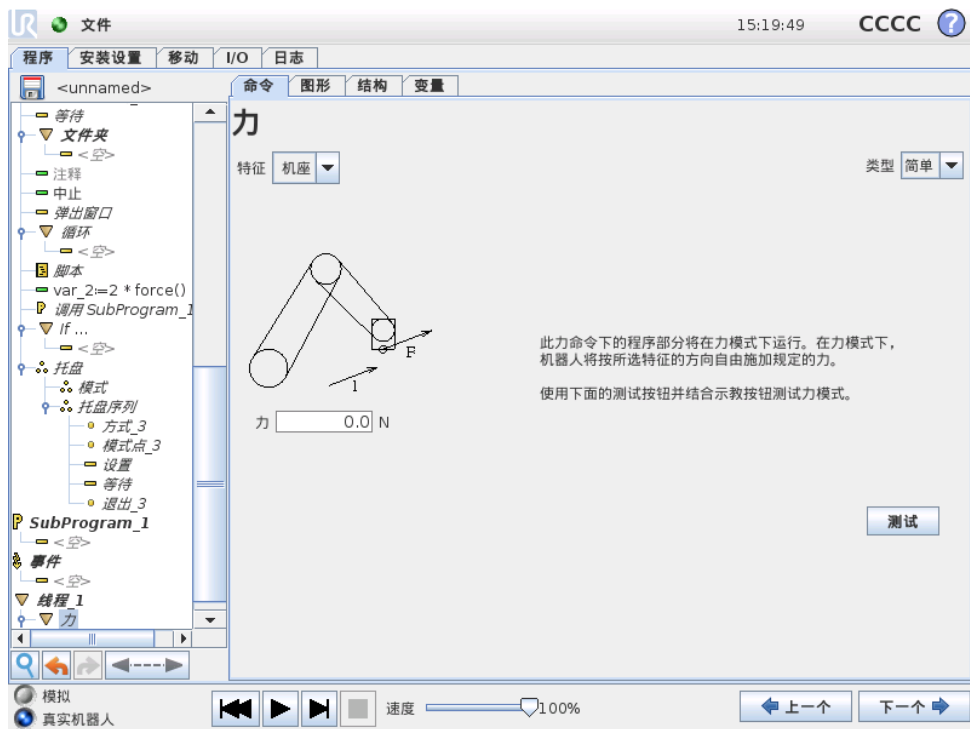 UR 文件 15:19:49 CCCC ?
程序 安装设置 移动 I/O 日志
<unnamed>
命令 图形 结构 变量
等待
文件夹
<空>
注释
中止
弹出窗口
循环
<空>
脚本
var_2:=2 * force()
P 调用 SubProgram_1
If ...
<空>
托盘
模式
托盘序列
方式_3
模式点_3
设置
等待
退出_3
P SubProgram_1
<空>
事件
<空>
线程_1
力
力
特征 机座
类型 简单
F
1
力 0.0 N
此力命令下的程序部分将在力模式下运行。在力模式下，
机器人将按所选特征的方向自由施加规定的力。
使用下面的测试按钮并结合示教按钮测试力模式。
测试
模拟
真实机器人
速度 100%
上一个 下一个